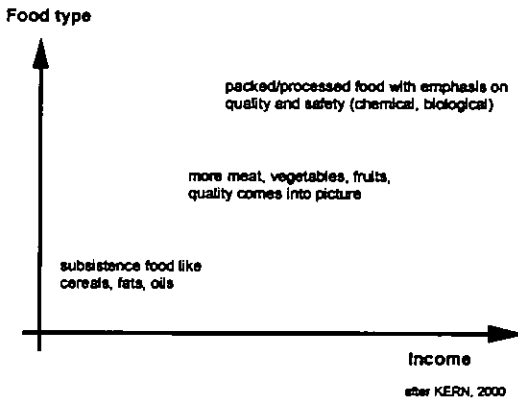 Food type
packed/processed food with emphasis on
quality and safety (chemical, biological)
more meat, vegetables, fruits,
quality comes into picture
subsistence food like
cereals, fats, oils
Income
after KERN, 2000